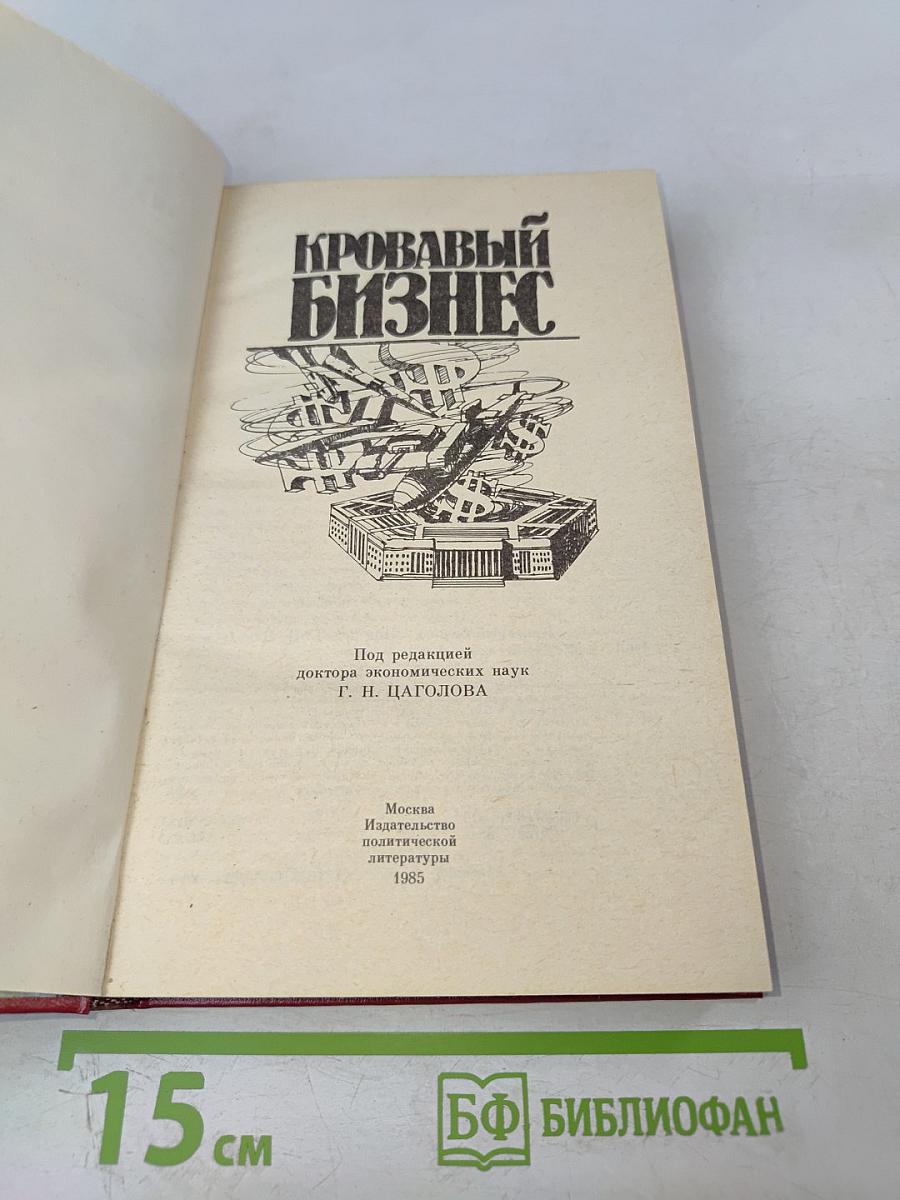 КРОВАВЫЙ
БИЗНЕС
Под редакцией
доктора экономических наук
Г. Н. ЦАГОЛОВА
Москва
Издательство
политической
литературы
1985
15 см
БФ БИБЛИОФАН